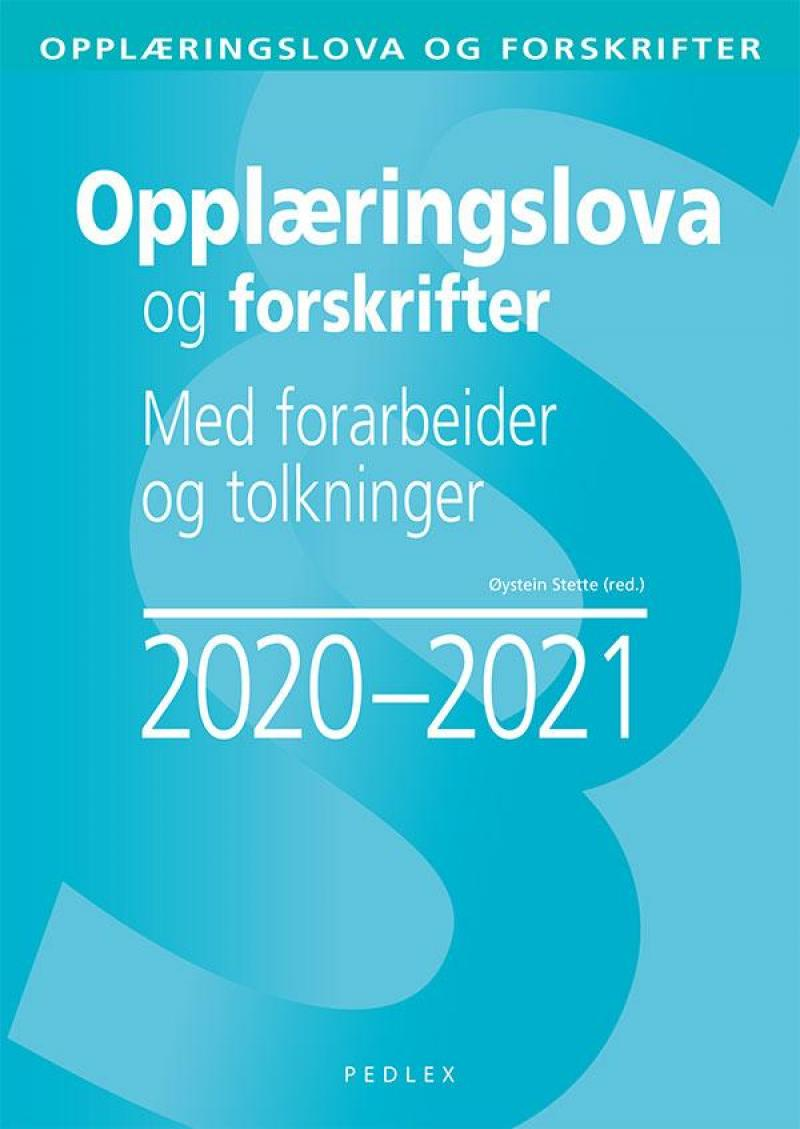 OPPLÆRINGSLOVA OG FORSKRIFTER
Opplæringslova
og forskrifter
Med forarbeider
og tolkninger
Øystein Stette (red.)
2020–2021
PEDLEX